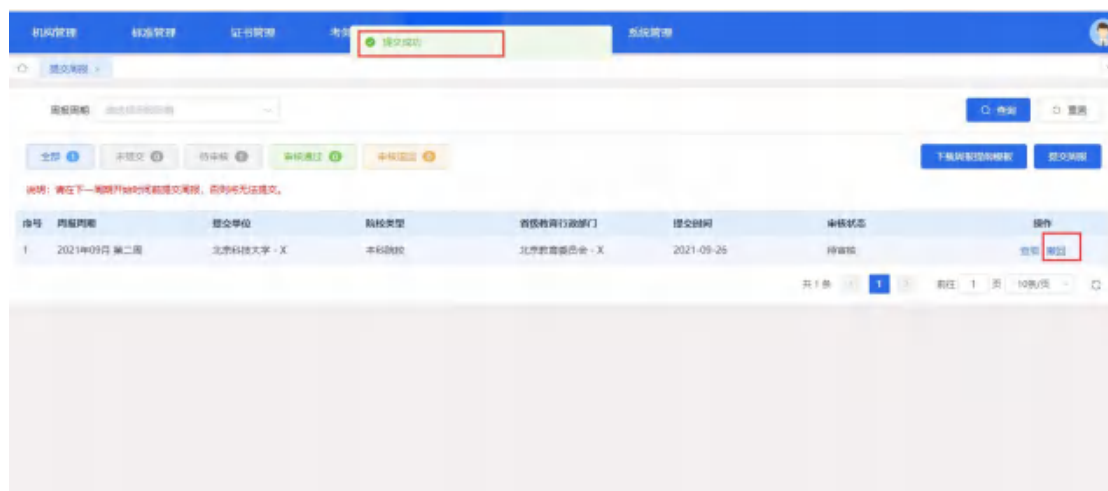 机构管理 标准管理 证书管理 系统管理
提交成功
提交周报 ×
周报周期
查询 重置
全部 未提交 待审核 审核通过 审核退回
下载周报提交模板 提交周报
说明：请在下一周期开始时间前提交周报，否则将无法提交。
序号 周报周期 提交单位 院校类型 省级教育行政部门 提交时间 审核状态 操作
1 2021年09月 第二周 北京科技大学 - X 本科院校 北京教育委员会 - X 2021-09-26 待审核 查看 撤回
共 1 条 1 前往 1 页 10条/页